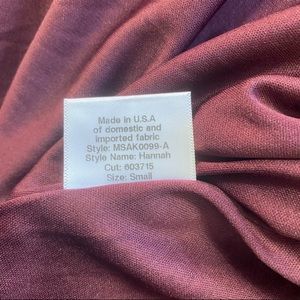 Made in U.S.A
of domestic and
imported fabric
Style: MSAK0099-A
Style Name: Hannah
Cut: 603715
Size: Small